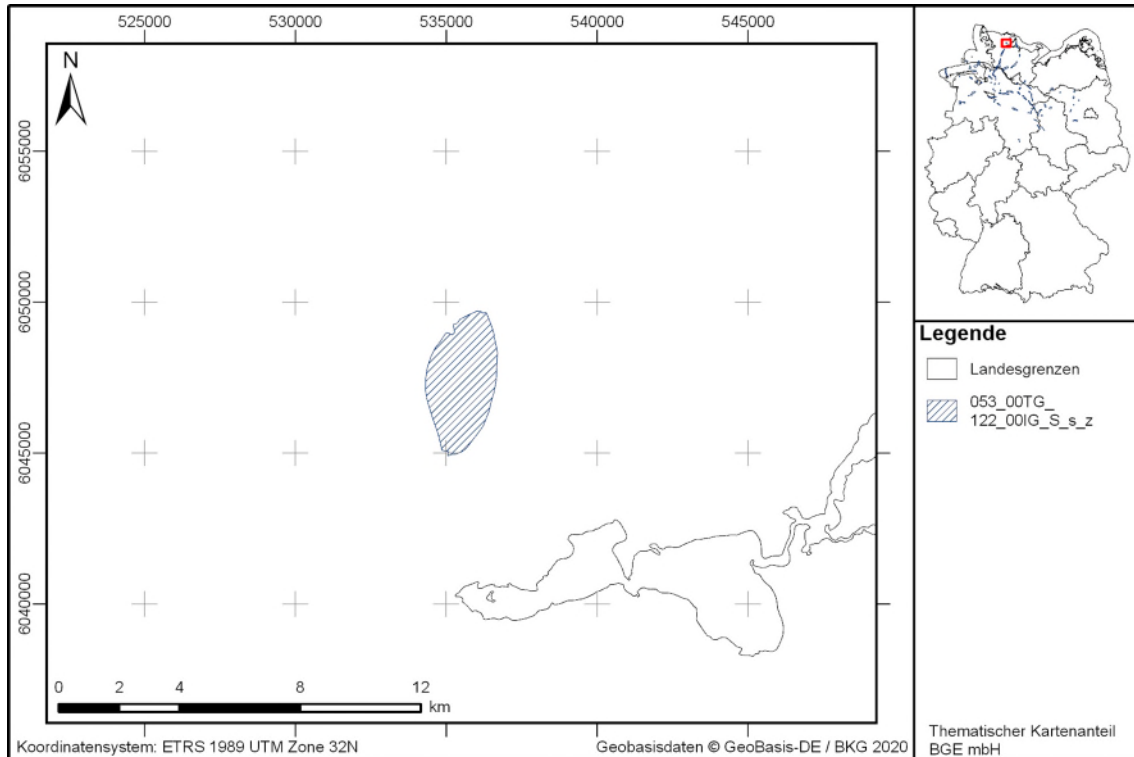 525000 530000 535000 540000 545000
N
6055000
6050000
6045000
6040000
0 2 4 8 12
km
Koordinatensystem: ETRS 1989 UTM Zone 32N
Geobasisdaten © GeoBasis-DE / BKG 2020
Legende
Landesgrenzen
053_00TG_
122_00IG_S_s_z
Thematischer Kartenanteil
BGE mbH